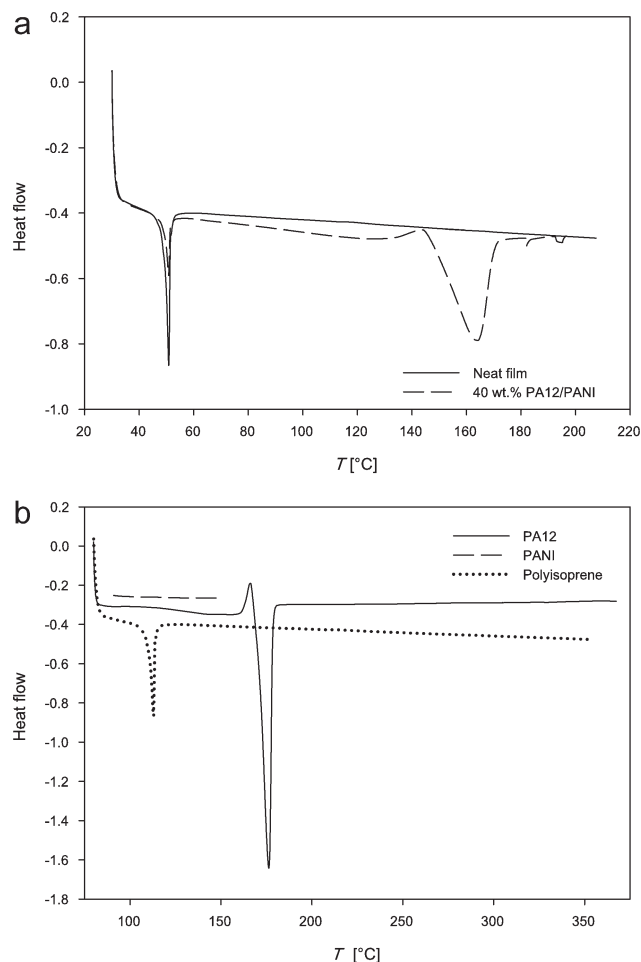 a
0.2
0.0
-0.2
-0.4
-0.6
-0.8
-1.0
Heat flow
Neat film
40 wt.% PA12/PANI
20 40 60 80 100 120 140 160 180 200 220
T [°C]
b
0.2
0.0
-0.2
-0.4
-0.6
-0.8
-1.0
-1.2
-1.4
-1.6
-1.8
Heat flow
PA12
PANI
Polyisoprene
100 150 200 250 300 350
T [°C]